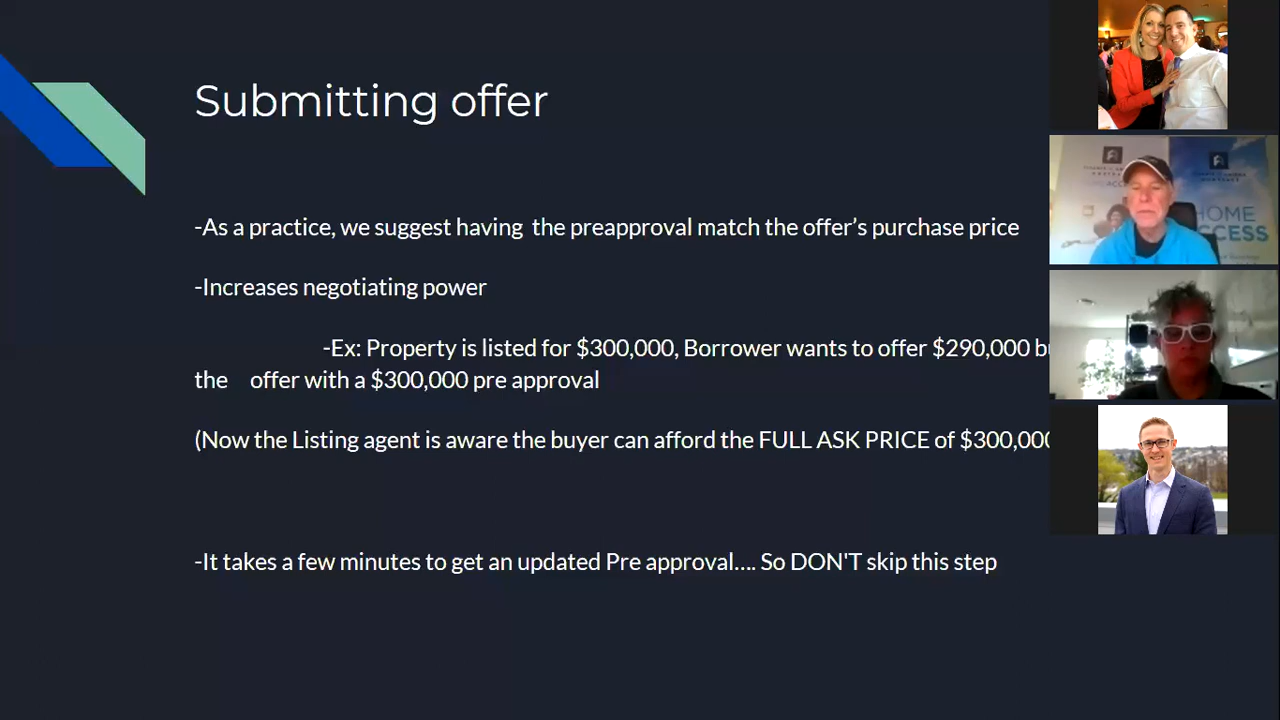 Submitting offer
-As a practice, we suggest having the preapproval match the offer's purchase price
-Increases negotiating power
-Ex: Property is listed for $300,000, Borrower wants to offer $290,000
the offer with a $300,000 pre approval
(Now the Listing agent is aware the buyer can afford the FULL ASK PRICE of $300,000
-It takes a few minutes to get an updated Pre approval.... So DON'T skip this step
HOME